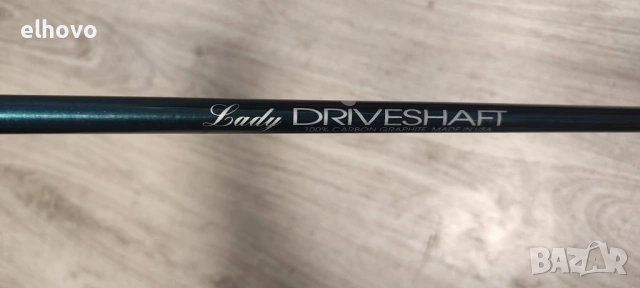 elhovo
Lady DRIVESHAFT
100% CARBON GRAPHITE MADE IN USA
BAZAR